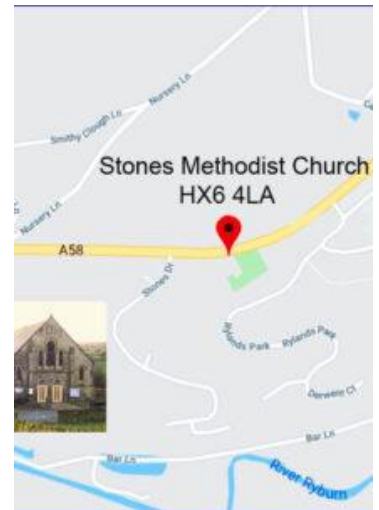 Nursery Ln
Smithy Clough Ln
Stones Methodist Church
HX6 4LA
Nursery Ln
A58
Stones Dr
Rylands Park
Rylands Park
Derwent Cl
Bar Ln
Bar Ln
River Ryburn